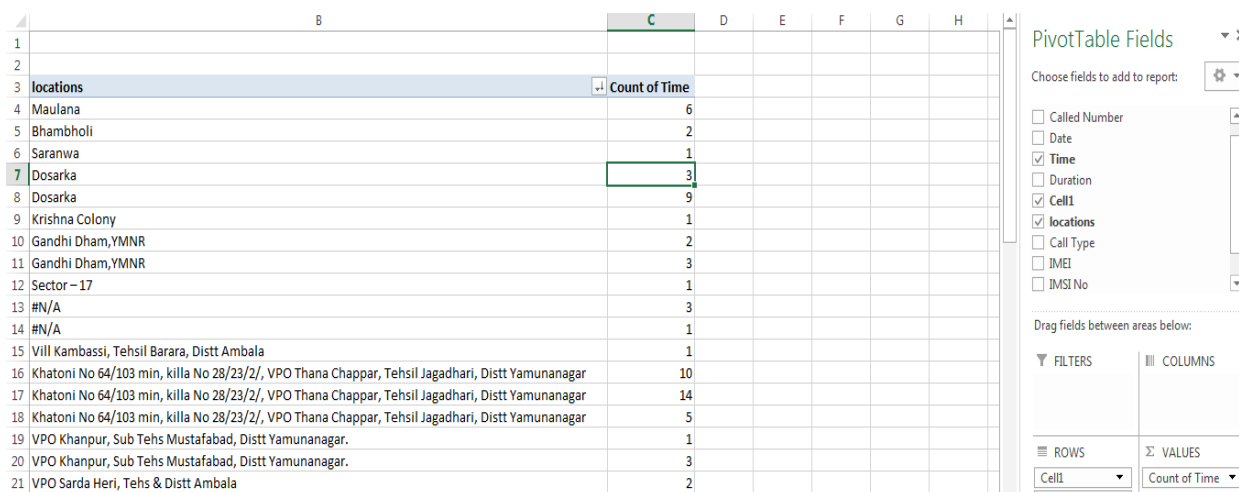 B C D E F G H
1
2
3 locations Count of Time
4 Maulana 6
5 Bhambholi 2
6 Saranwa 1
7 Dosarka 3
8 Dosarka 9
9 Krishna Colony 1
10 Gandhi Dham,YMNR 2
11 Gandhi Dham,YMNR 3
12 Sector – 17 1
13 #N/A 3
14 #N/A 1
15 Vill Kambassi, Tehsil Barara, Distt Ambala 1
16 Khatoni No 64/103 min, killa No 28/23/2/, VPO Thana Chappar, Tehsil Jagadhari, Distt Yamunanagar 10
17 Khatoni No 64/103 min, killa No 28/23/2/, VPO Thana Chappar, Tehsil Jagadhari, Distt Yamunanagar 14
18 Khatoni No 64/103 min, killa No 28/23/2/, VPO Thana Chappar, Tehsil Jagadhari, Distt Yamunanagar 5
19 VPO Khanpur, Sub Tehs Mustafabad, Distt Yamunanagar. 1
20 VPO Khanpur, Sub Tehs Mustafabad, Distt Yamunanagar. 3
21 VPO Sarda Heri, Tehs & Distt Ambala 2
PivotTable Fields
Choose fields to add to report:
Called Number
Date
Time
Duration
Cell1
locations
Call Type
IMEI
IMSI No
Drag fields between areas below:
FILTERS
COLUMNS
ROWS
Σ VALUES
Cell1
Count of Time